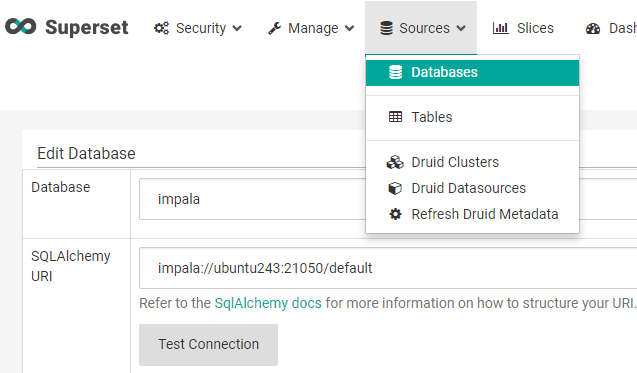 Superset Security Manage Sources Slices Dash
Databases
Tables
Druid Clusters
Druid Datasources
Refresh Druid Metadata
Edit Database
Database impala
SQLAlchemy URI impala://ubuntu243:21050/default
Refer to the SqlAlchemy docs for more information on how to structure your URI.
Test Connection